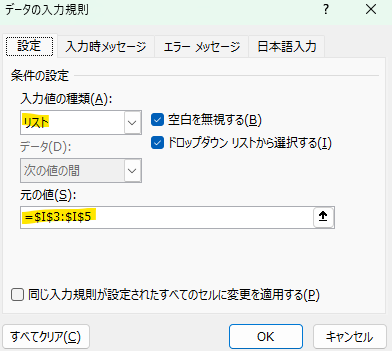 データの入力規則
設定 入力時メッセージ エラー メッセージ 日本語入力
条件の設定
入力値の種類(A):
リスト
空白を無視する(B)
データ(D):
ドロップダウン リストから選択する(I)
次の値の間
元の値(S):
=$I$3:$I$5
同じ入力規則が設定されたすべてのセルに変更を適用する(P)
すべてクリア(C) OK キャンセル